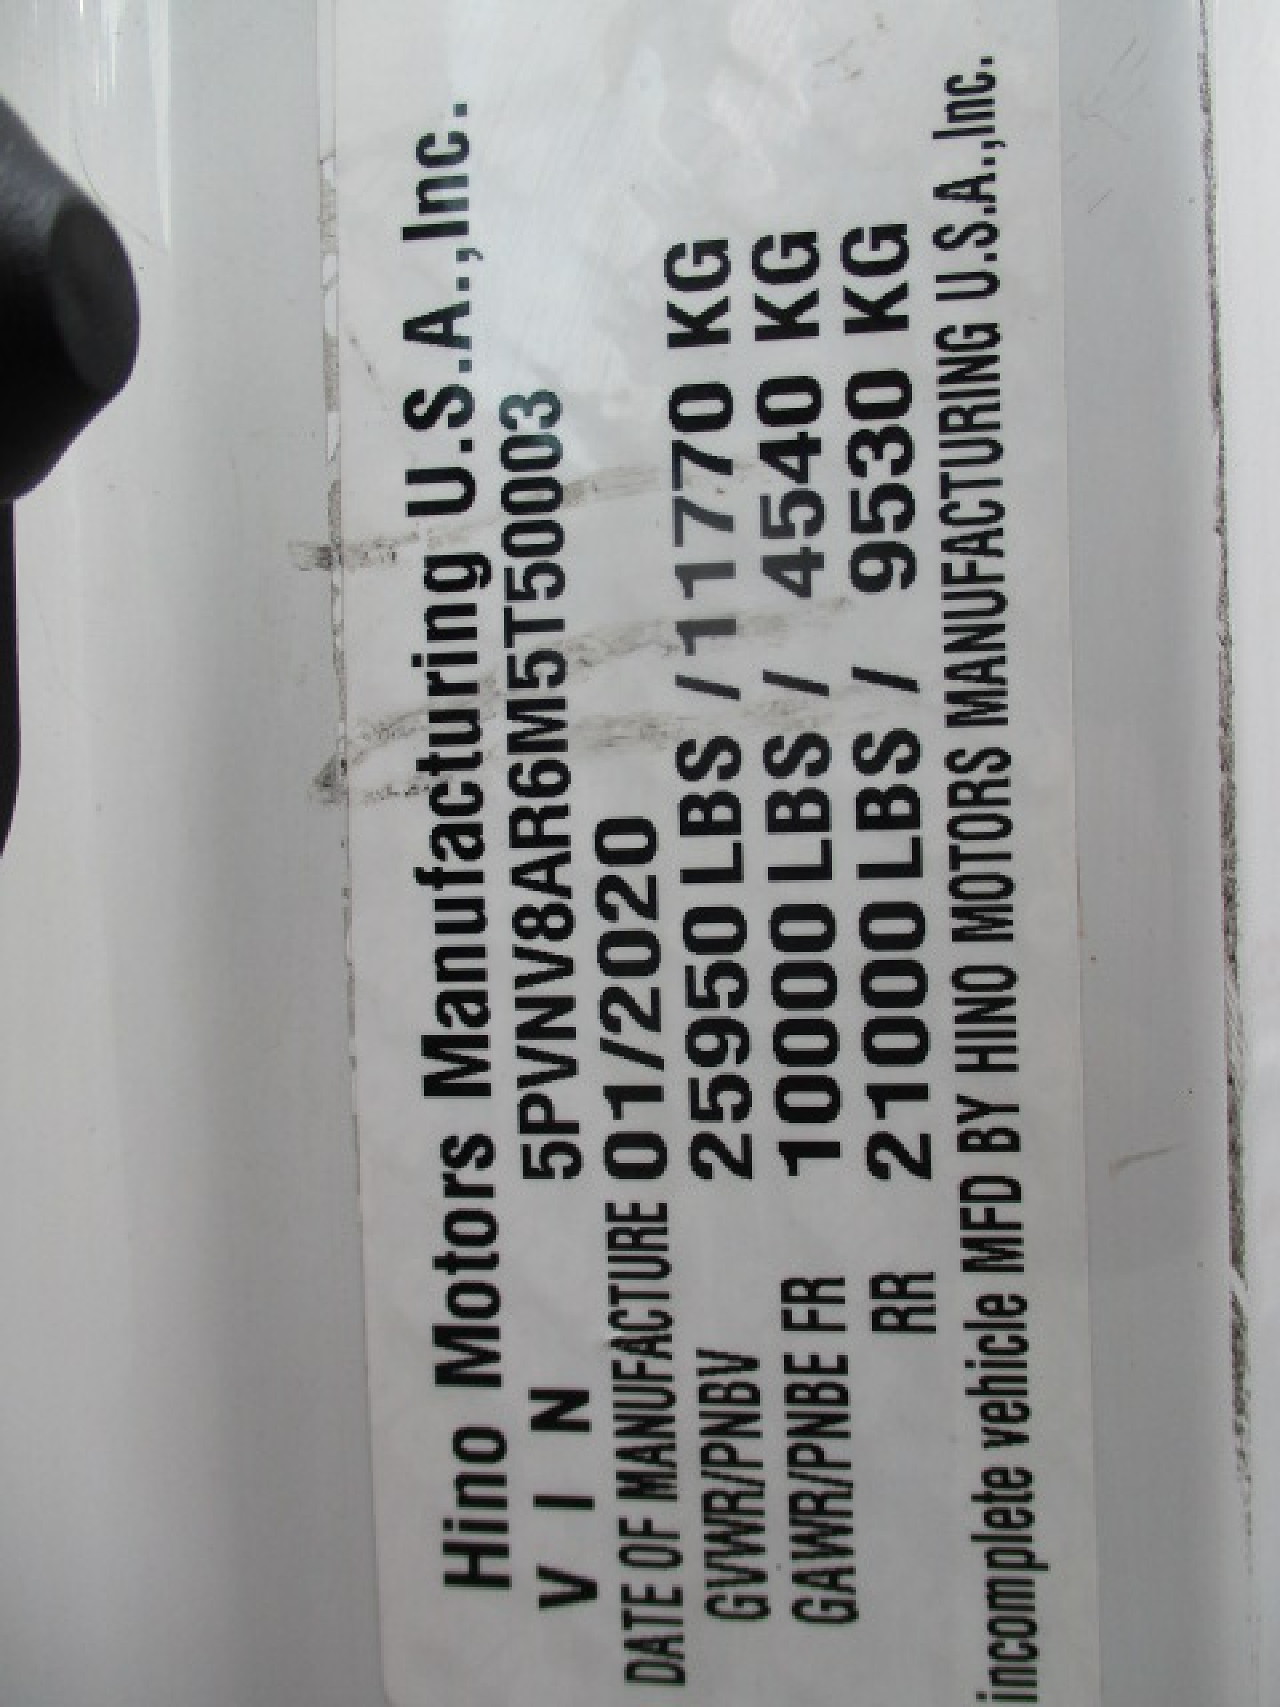 Hino Motors Manufacturing U.S.A.,Inc.
V I N 5PVNV8AR6M5T50003
DATE OF MANUFACTURE 01/2020
GVWR/PNBV 25950 LBS / 11770 KG
GAWR/PNBE FR 10000 LBS / 4540 KG
RR 21000 LBS / 9530 KG
incomplete vehicle MFD BY HINO MOTORS MANUFACTURING U.S.A.,Inc.